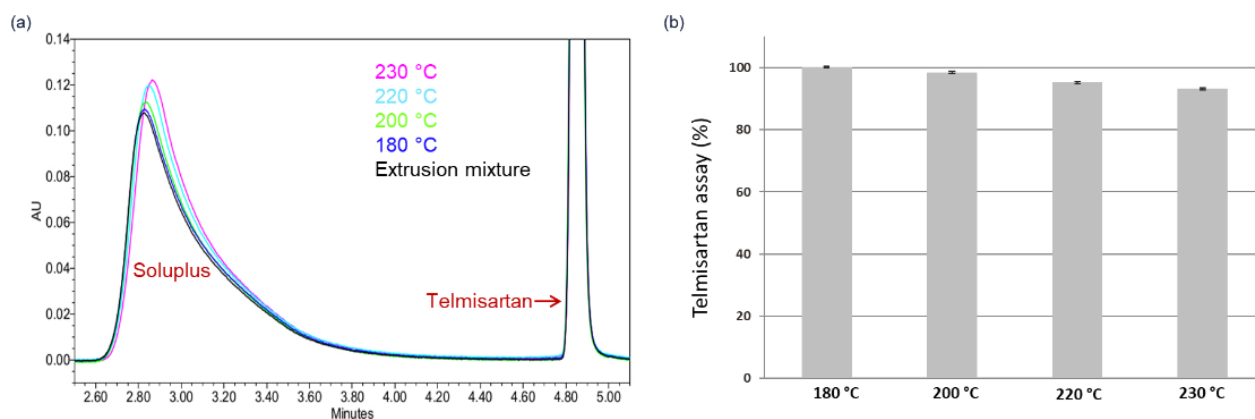 (a)
0.14
0.12
0.10
0.08
0.06
0.04
0.02
0.00
AU
230 °C
220 °C
200 °C
180 °C
Extrusion mixture
Soluplus
Telmisartan
2.60 2.80 3.00 3.20 3.40 3.60 3.80 4.00 4.20 4.40 4.60 4.80 5.00
Minutes
(b)
100
80
60
40
20
0
Telmisartan assay (%)
180 °C 200 °C 220 °C 230 °C